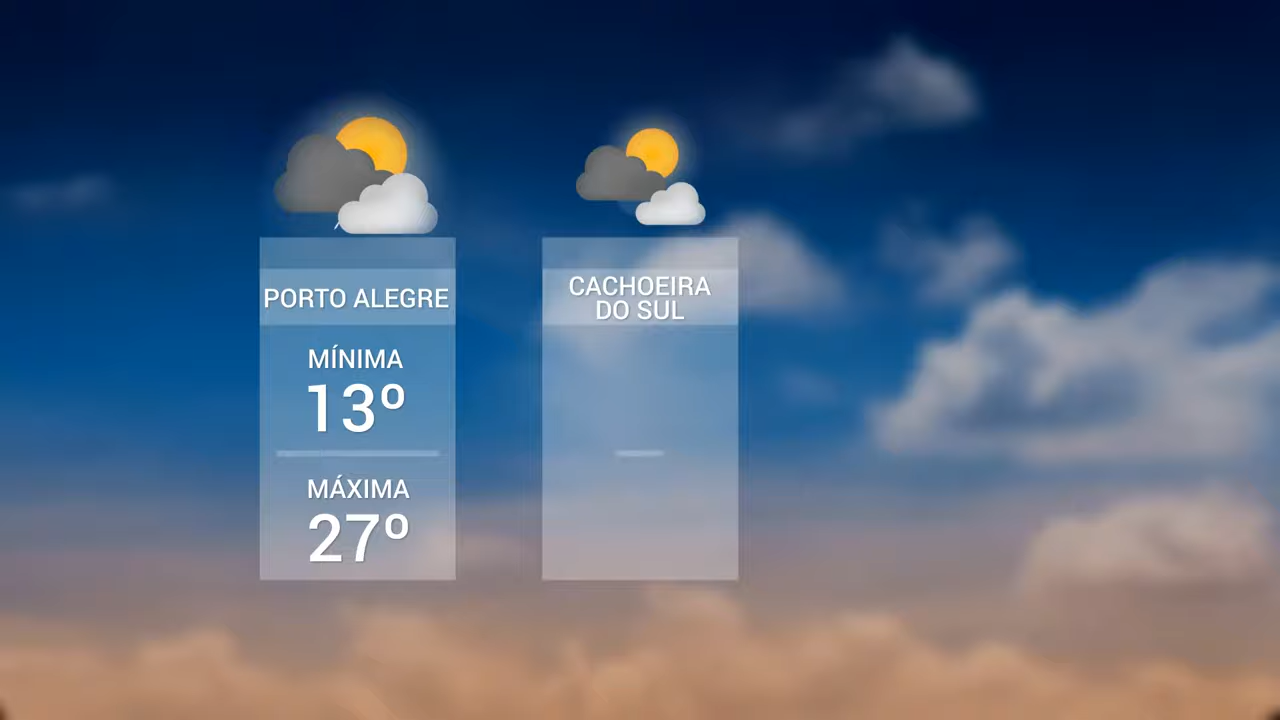 PORTO ALEGRE
MÍNIMA
13º
MÁXIMA
27º
CACHOEIRA
DO SUL